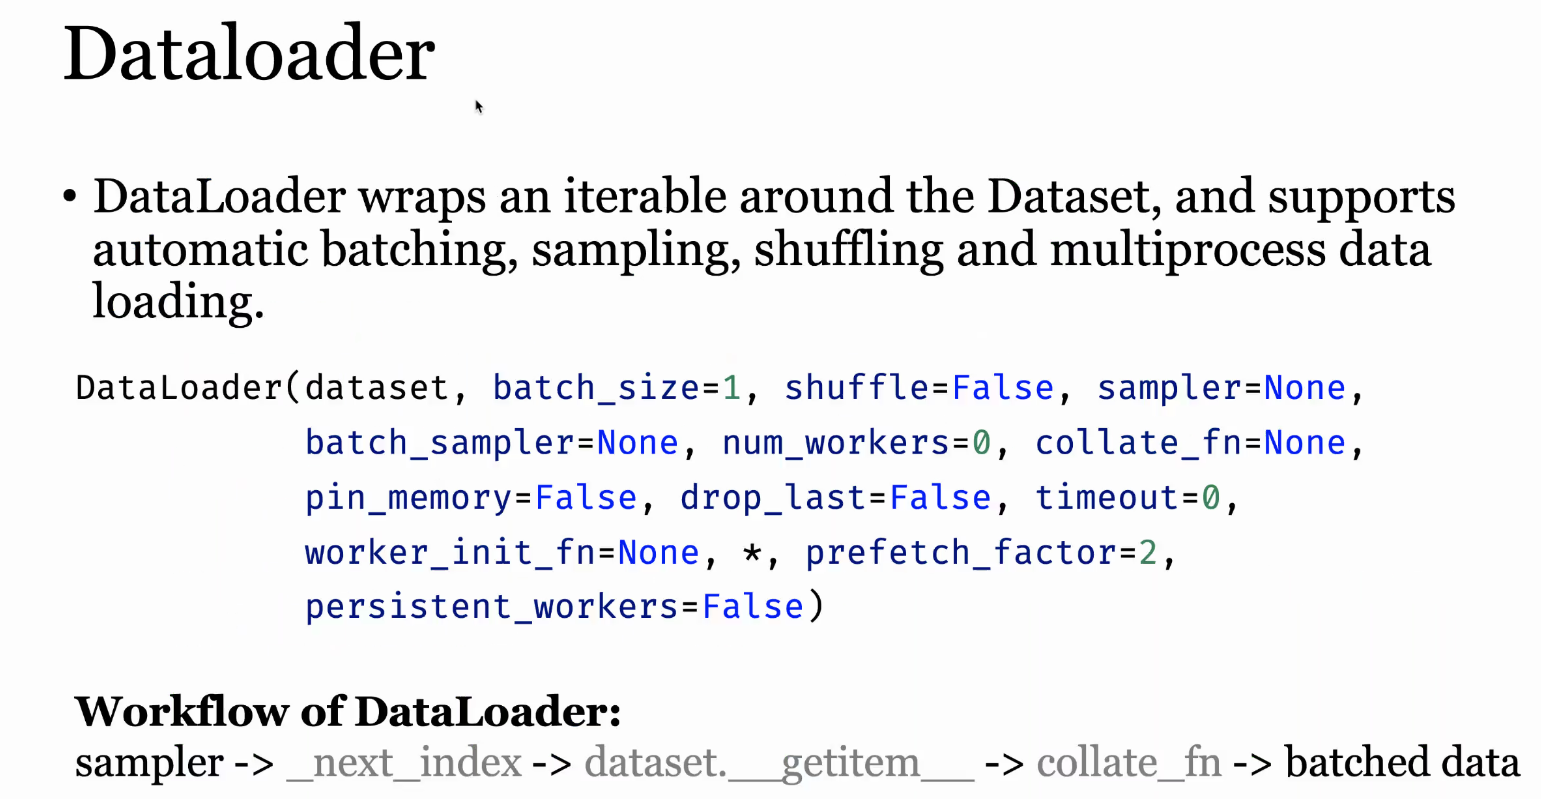 Dataloader
• DataLoader wraps an iterable around the Dataset, and supports
automatic batching, sampling, shuffling and multiprocess data
loading.
DataLoader(dataset, batch_size=1, shuffle=False, sampler=None,
batch_sampler=None, num_workers=0, collate_fn=None,
pin_memory=False, drop_last=False, timeout=0,
worker_init_fn=None, *, prefetch_factor=2,
persistent_workers=False)
Workflow of DataLoader:
sampler -> _next_index -> dataset.__getitem__ -> collate_fn -> batched data